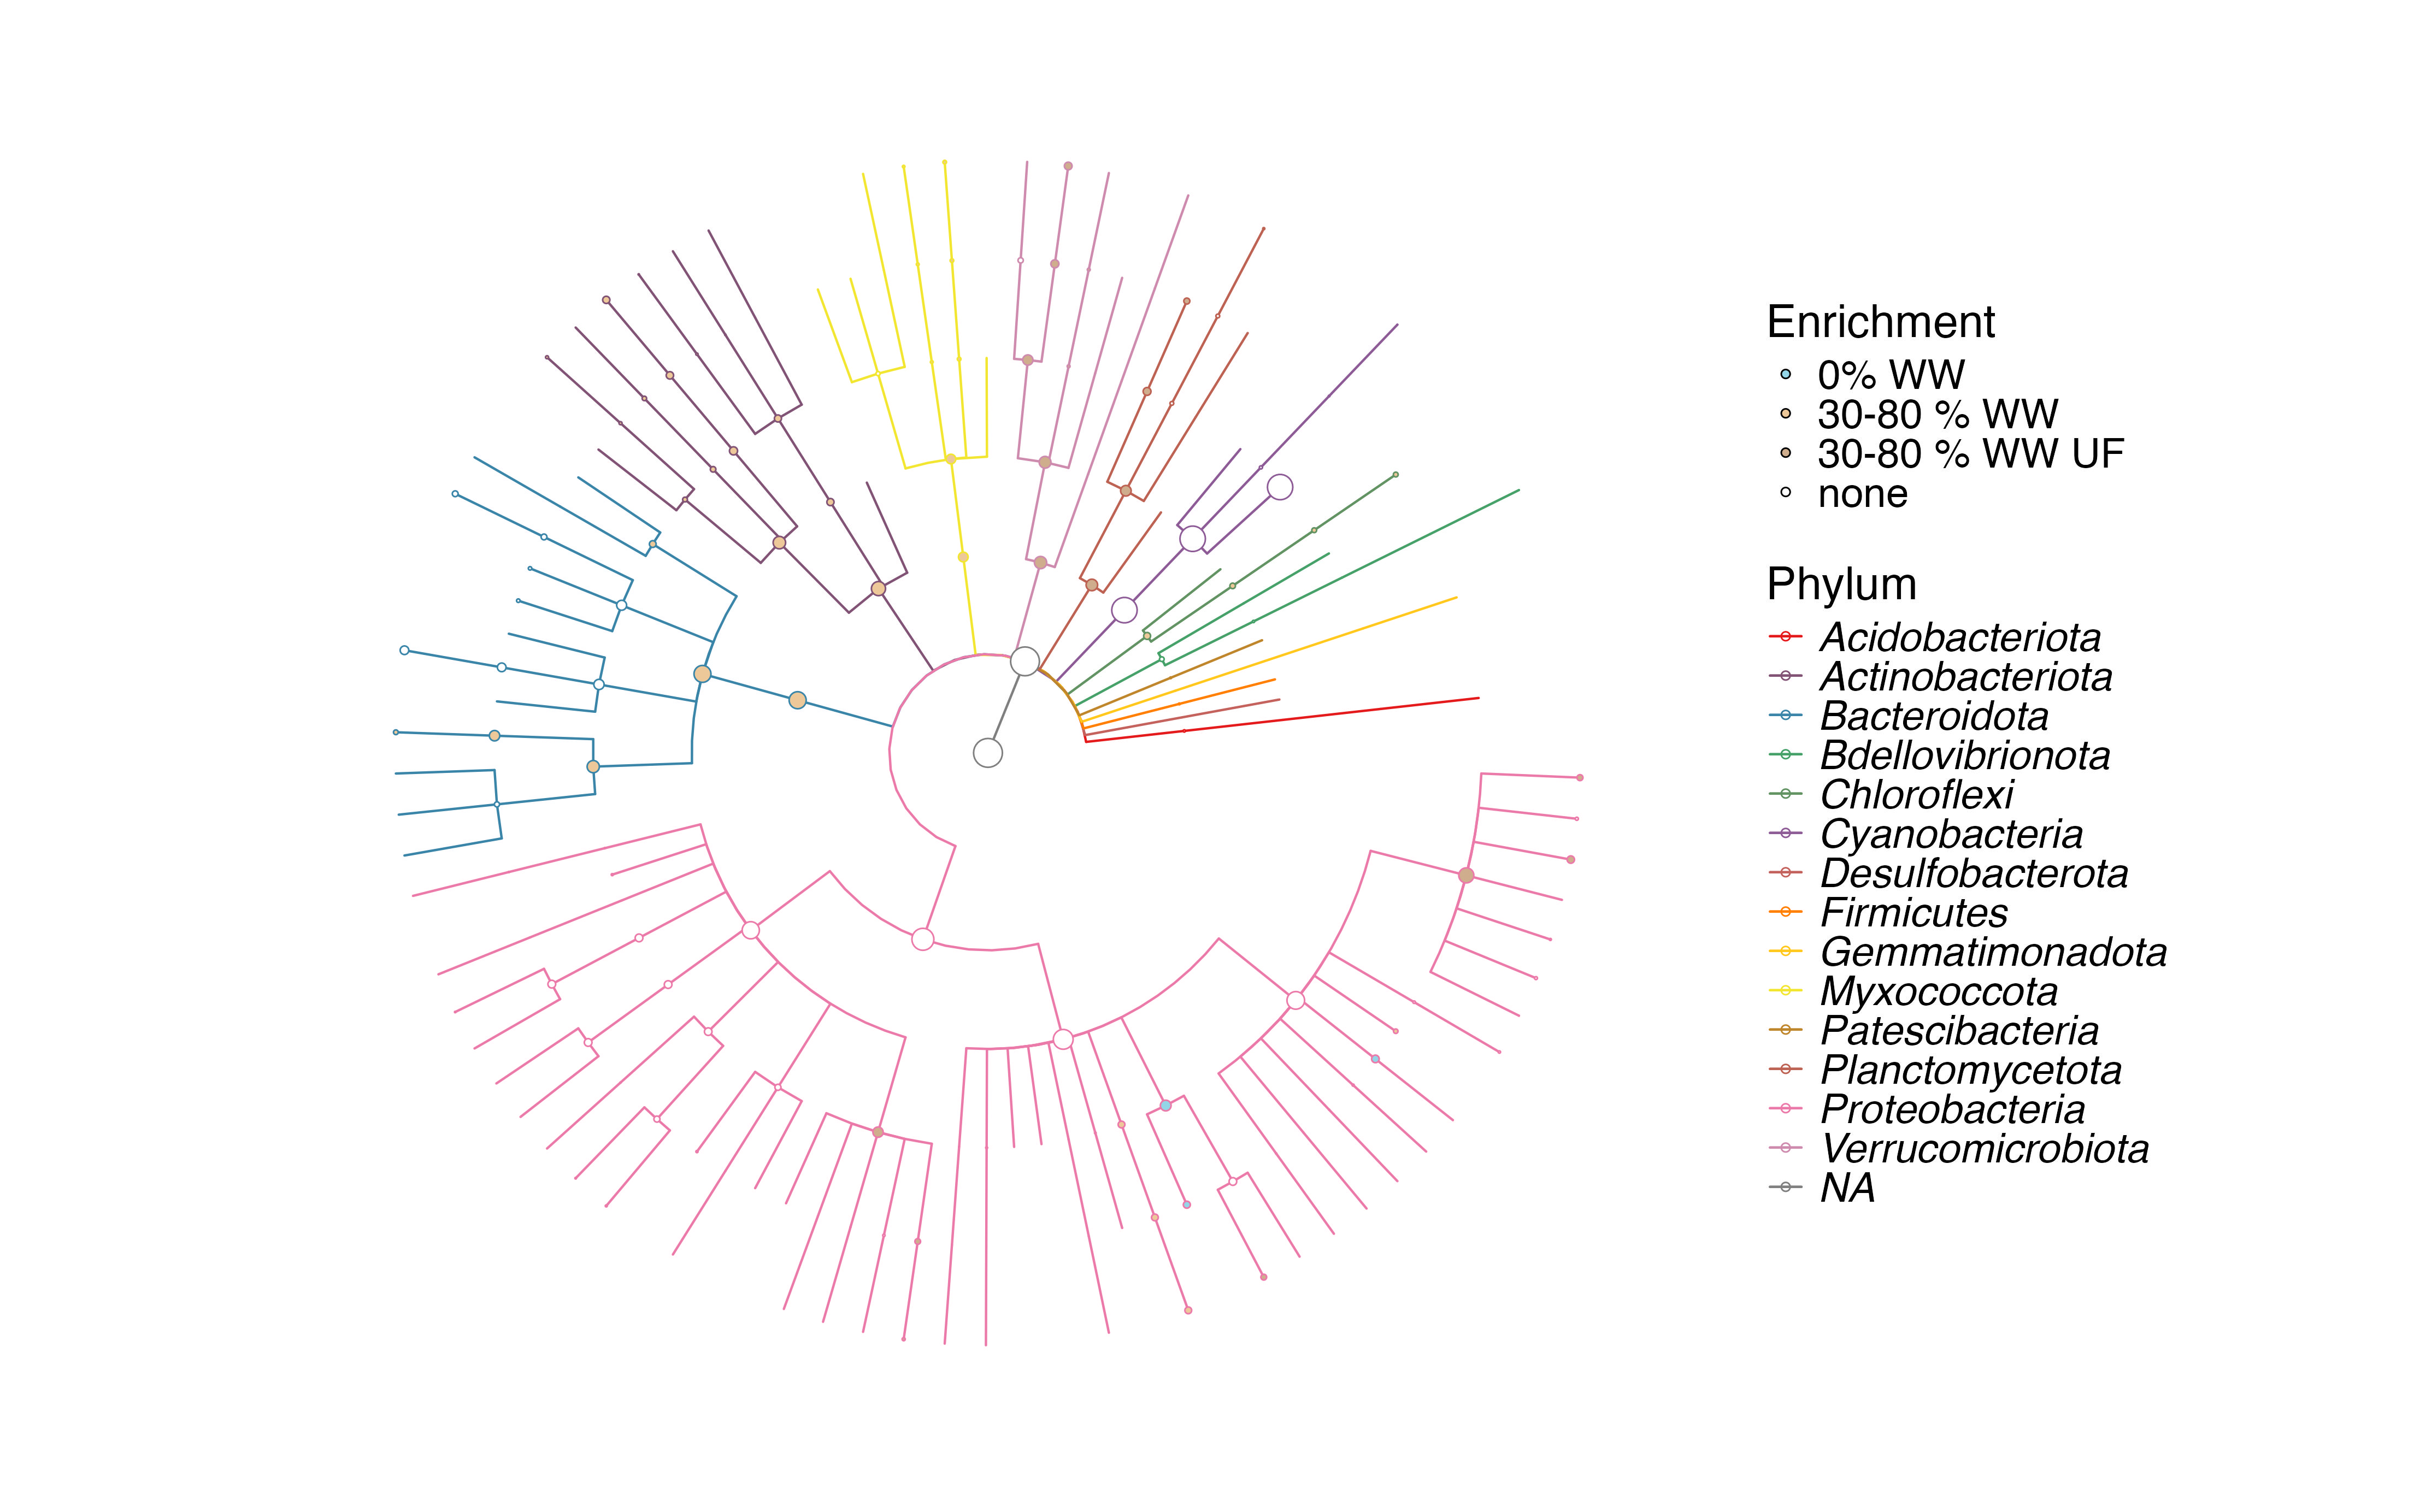 Enrichment
0% WW
30-80 % WW
30-80 % WW UF
none
Phylum
Acidobacteriota
Actinobacteriota
Bacteroidota
Bdellovibrionota
Chloroflexi
Cyanobacteria
Desulfobacterota
Firmicutes
Gemmatimonadota
Myxococcota
Patescibacteria
Planctomycetota
Proteobacteria
Verrucomicrobiota
NA